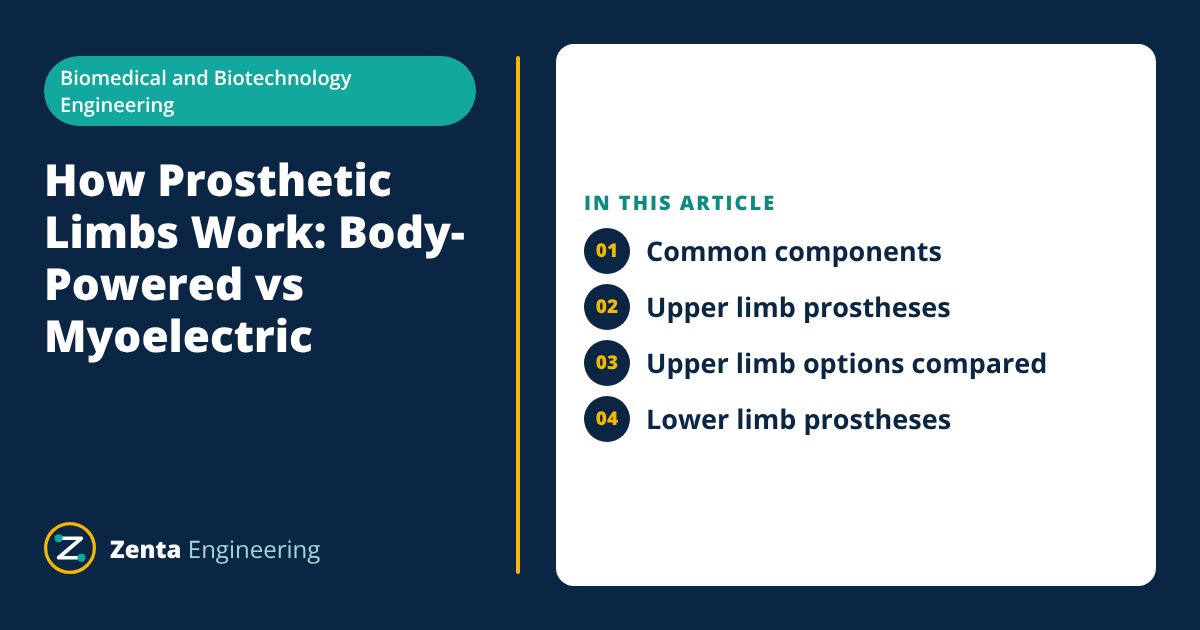 Biomedical and Biotechnology
Engineering
How Prosthetic
Limbs Work: Body-
Powered vs
Myoelectric
Zenta Engineering
IN THIS ARTICLE
01 Common components
02 Upper limb prostheses
03 Upper limb options compared
04 Lower limb prostheses